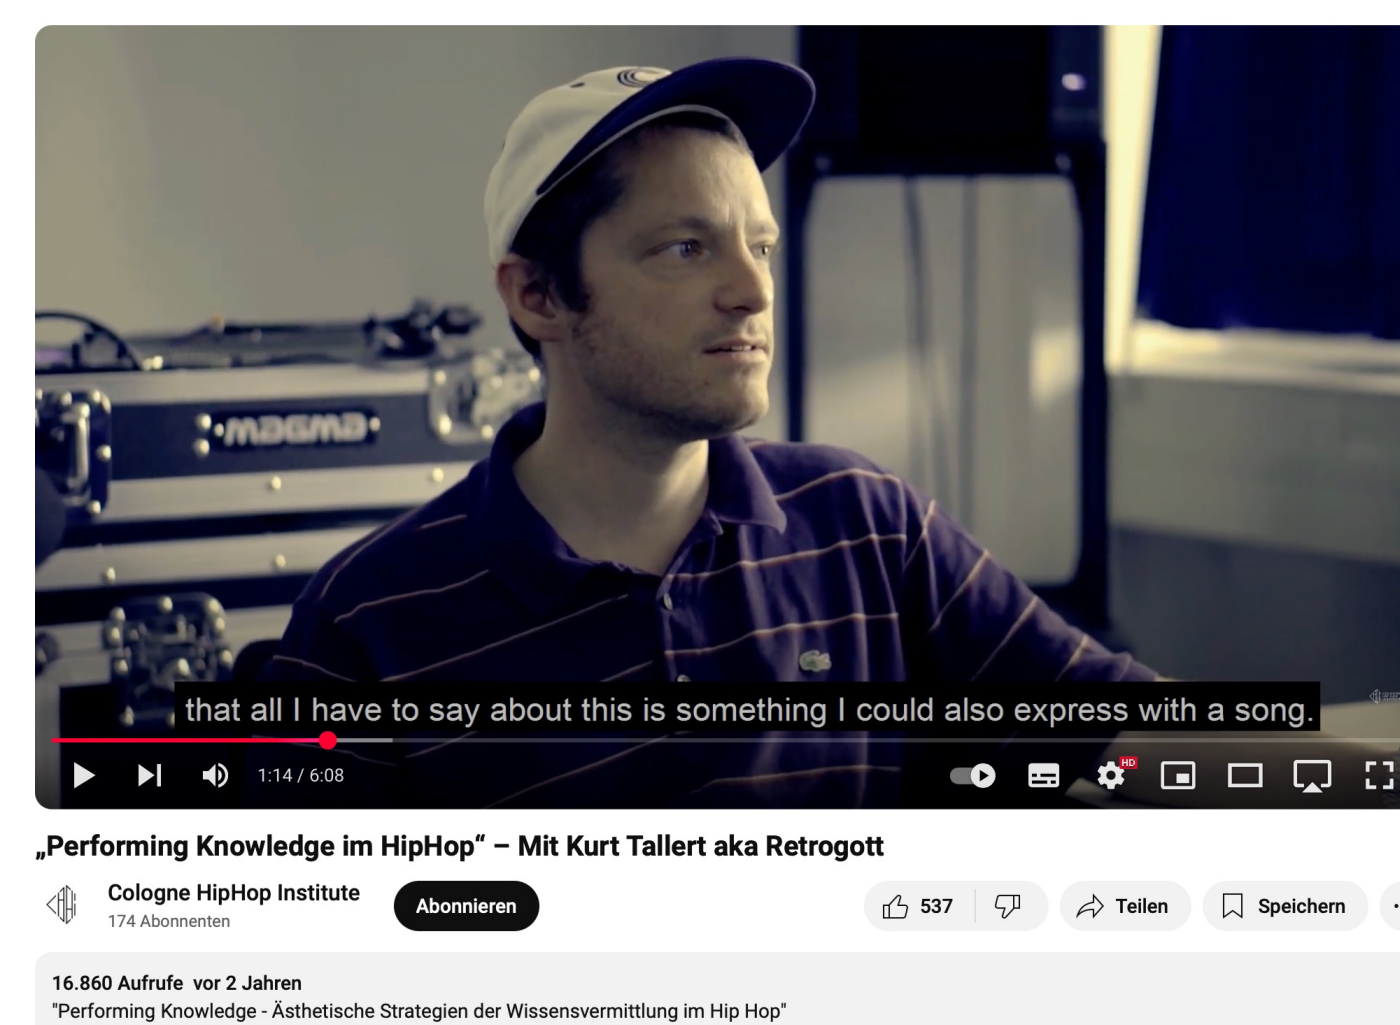 MAGMA
that all I have to say about this is something I could also express with a song.
1:14 / 6:08
HD
„Performing Knowledge im HipHop“ – Mit Kurt Tallert aka Retrogott
Cologne HipHop Institute
174 Abonnenten
Abonnieren
537
Teilen
Speichern
16.860 Aufrufe vor 2 Jahren
"Performing Knowledge - Ästhetische Strategien der Wissensvermittlung im Hip Hop"